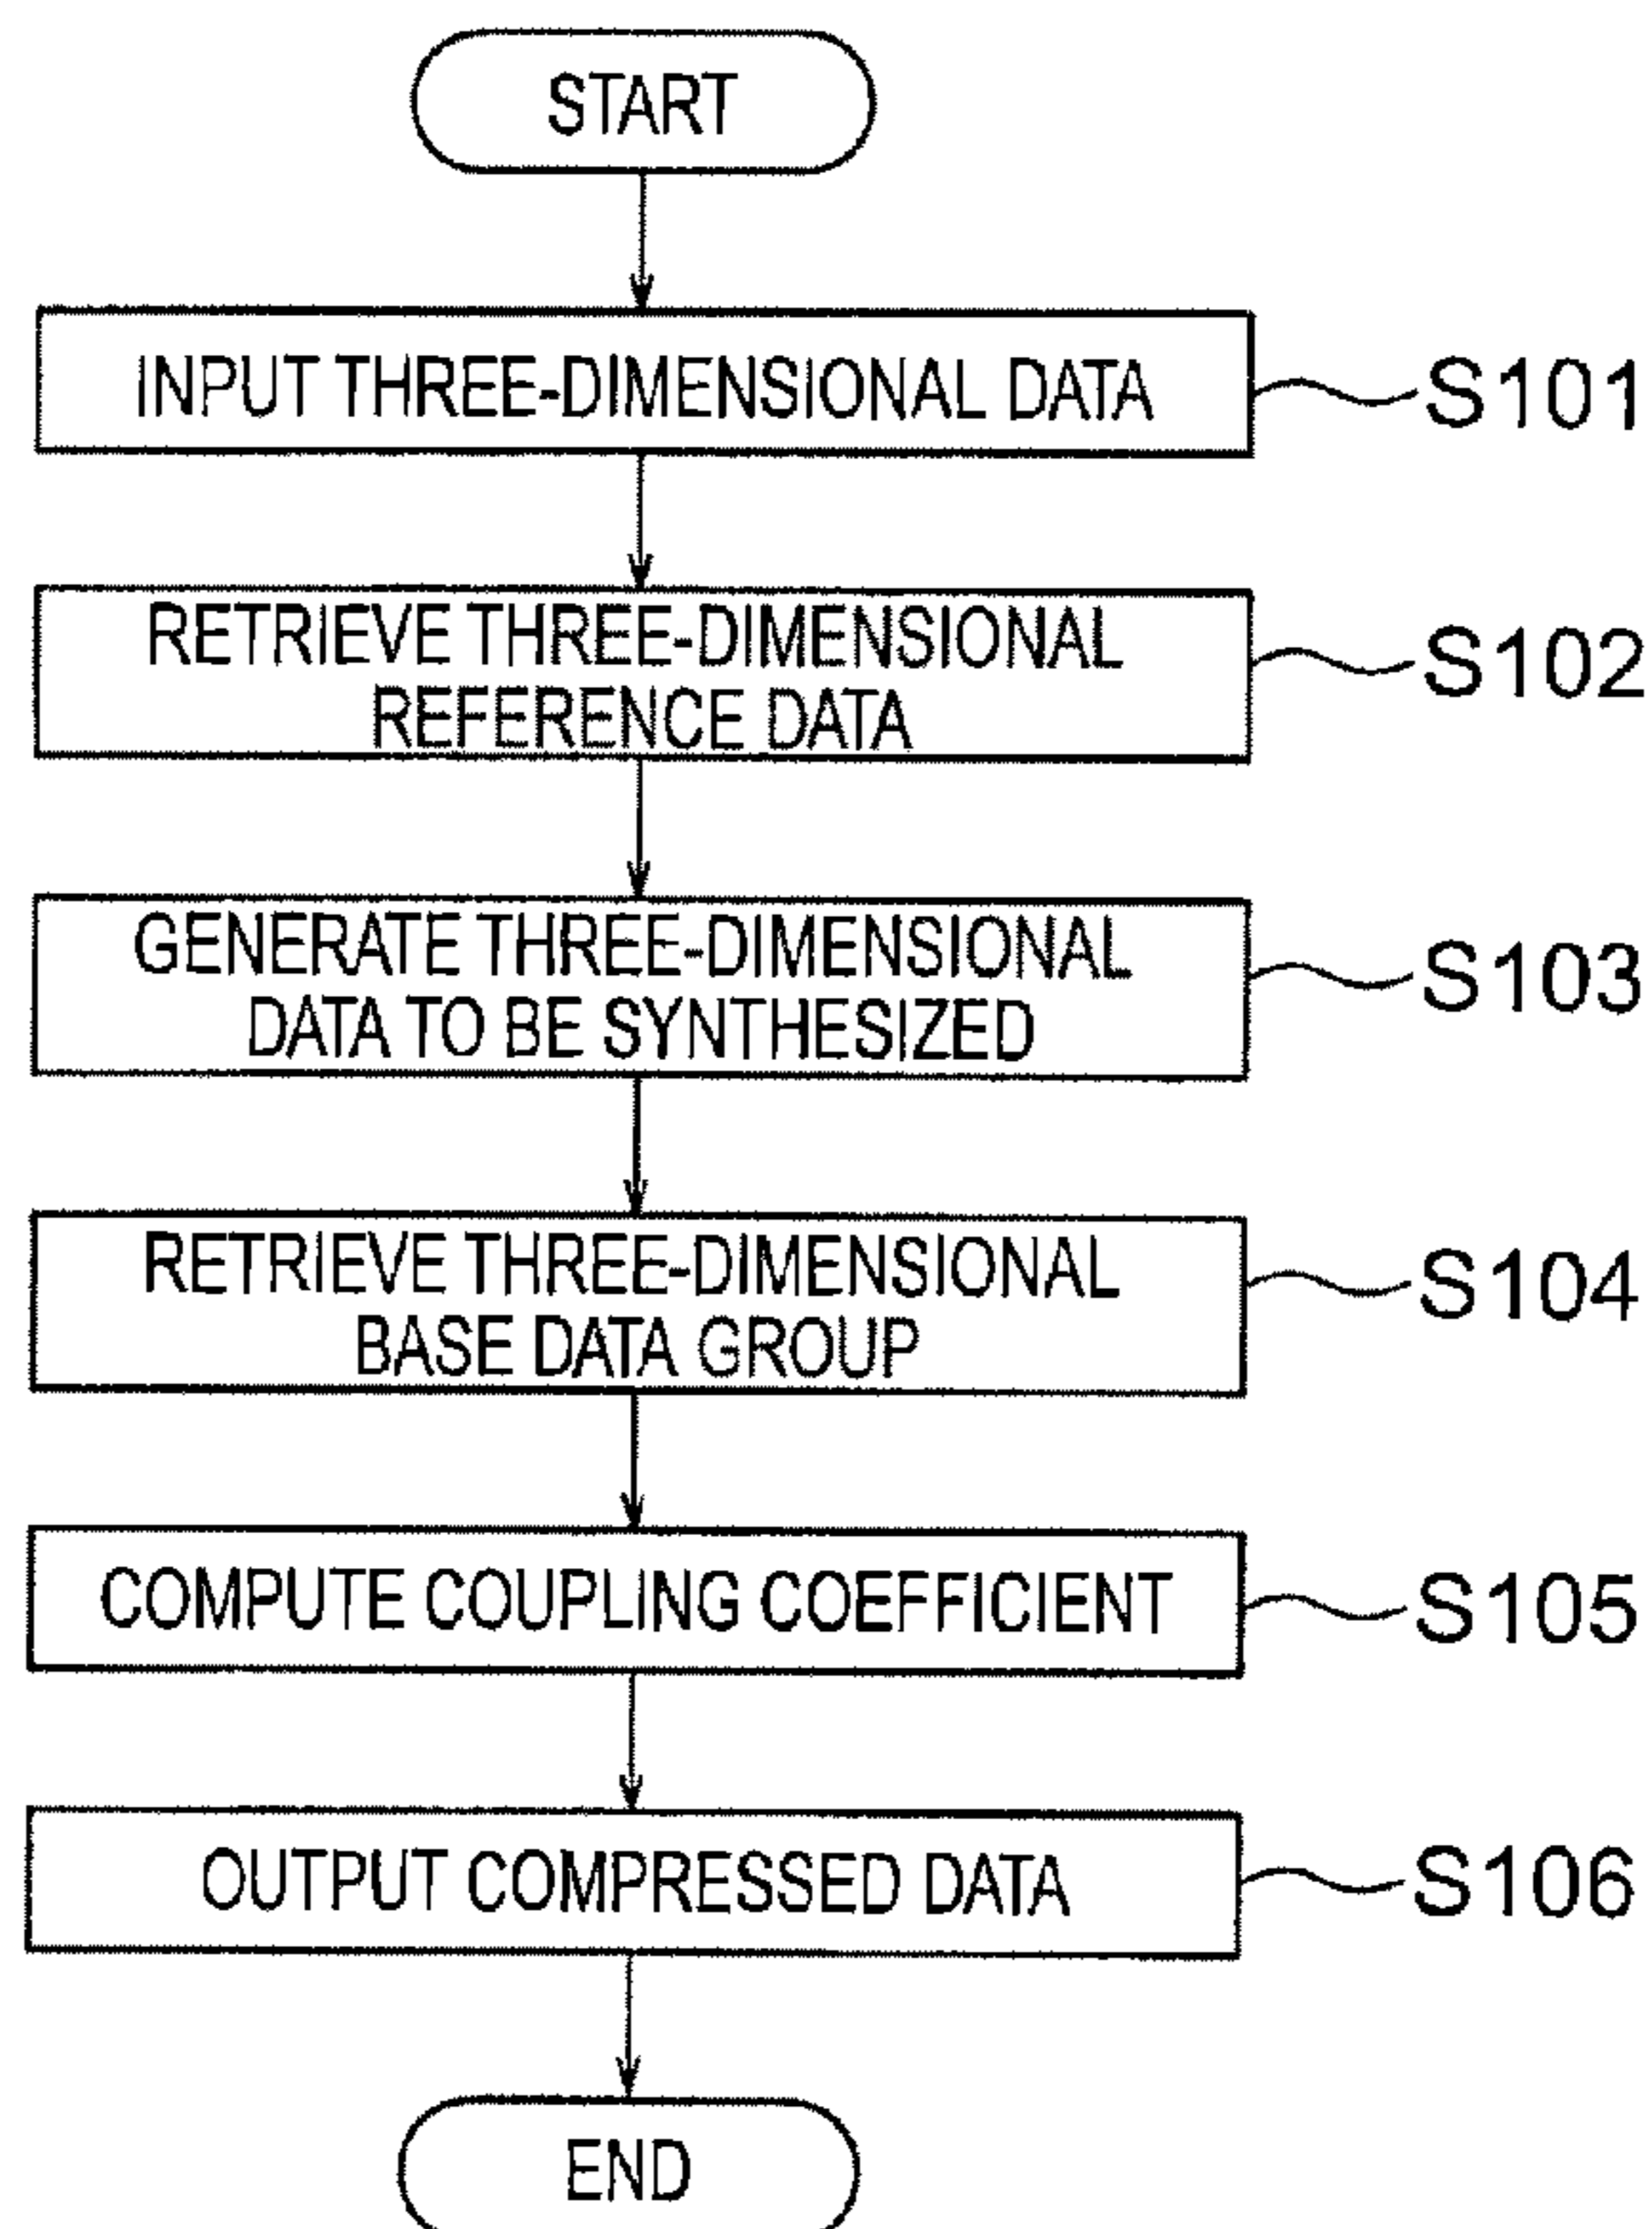 START
INPUT THREE-DIMENSIONAL DATA
S101
RETRIEVE THREE-DIMENSIONAL
REFERENCE DATA
S102
GENERATE THREE-DIMENSIONAL
DATA TO BE SYNTHESIZED
S103
RETRIEVE THREE-DIMENSIONAL
BASE DATA GROUP
S104
COMPUTE COUPLING COEFFICIENT
S105
OUTPUT COMPRESSED DATA
S106
END